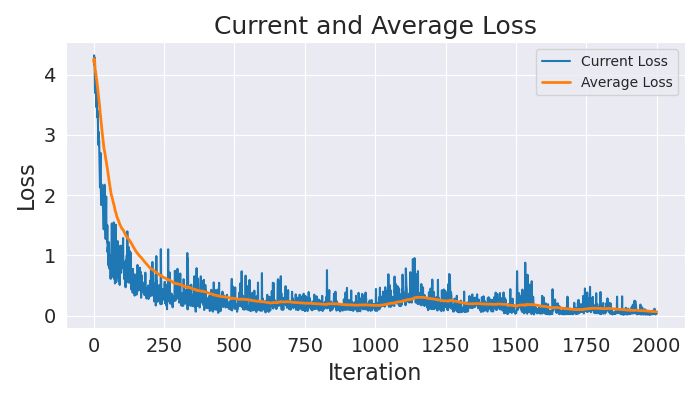 Current and Average Loss
Current Loss
Average Loss
Loss
4
3
2
1
0
0 250 500 750 1000 1250 1500 1750 2000
Iteration